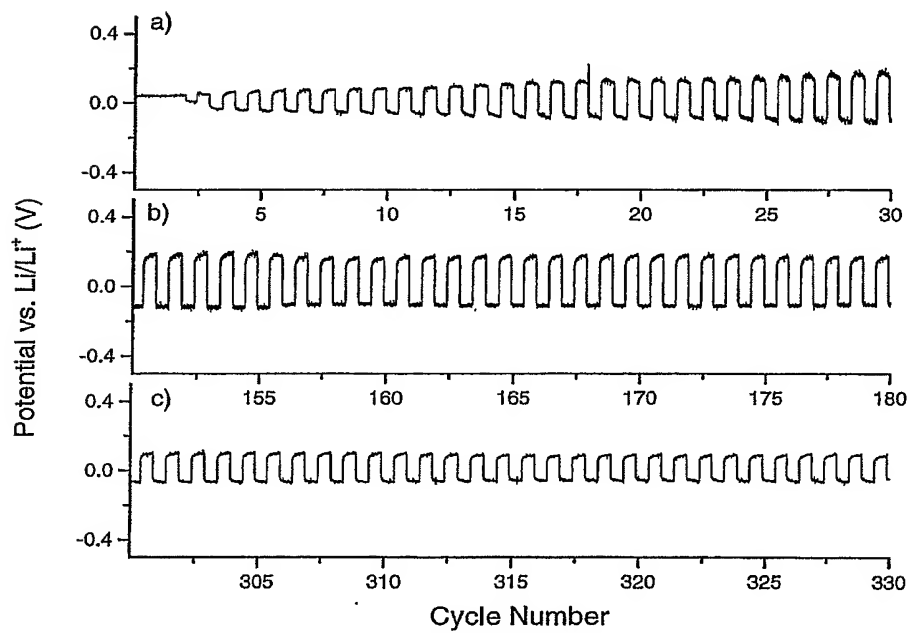 a)
0.4
0.0
-0.4
5 10 15 20 25 30
b)
0.4
0.0
-0.4
155 160 165 170 175 180
c)
0.4
0.0
-0.4
305 310 315 320 325 330
Potential vs. Li/Li⁺ (V)
Cycle Number